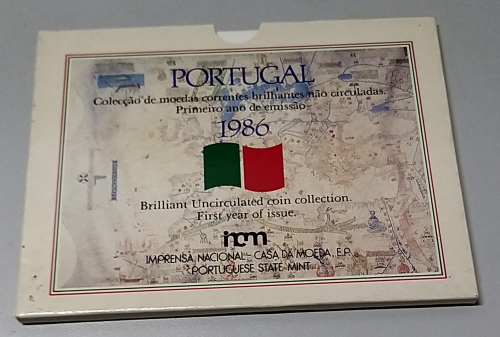 PORTUGAL
Colecção de moedas correntes brilhantes não circuladas.
Primeiro ano de emissão
1986
Brilliant Uncirculated coin collection.
First year of issue.
incm
IMPRENSA NACIONAL - CASA DA MOEDA, E.P.
PORTUGUESE STATE MINT